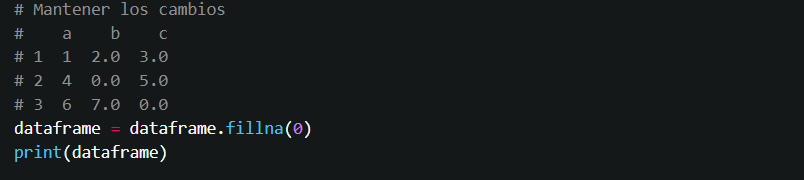 # Mantener los cambios
#    a    b    c
# 1  1  2.0  3.0
# 2  4  0.0  5.0
# 3  6  7.0  0.0
dataframe = dataframe.fillna(0)
print(dataframe)